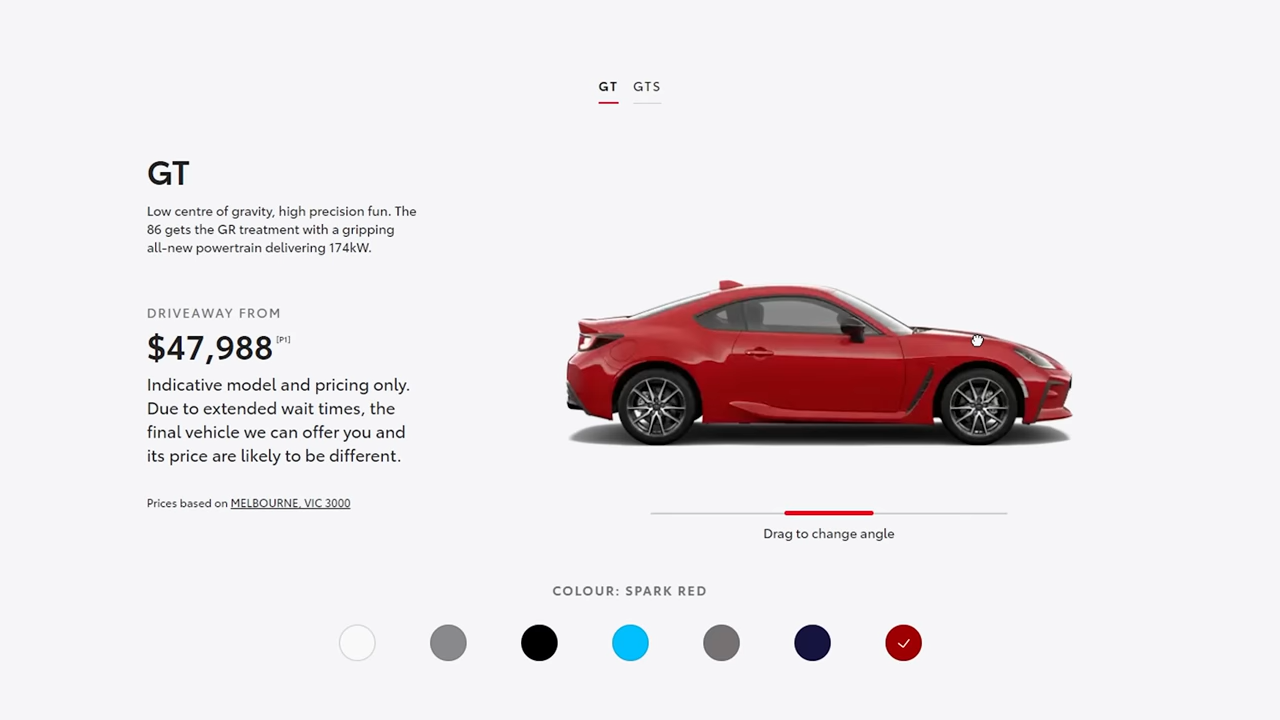 GT GTS
GT
Low centre of gravity, high precision fun. The
86 gets the GR treatment with a gripping
all-new powertrain delivering 174kW.
DRIVEAWAY FROM
$47,988 [P1]
Indicative model and pricing only.
Due to extended wait times, the
final vehicle we can offer you and
its price are likely to be different.
Prices based on MELBOURNE, VIC 3000
Drag to change angle
COLOUR: SPARK RED